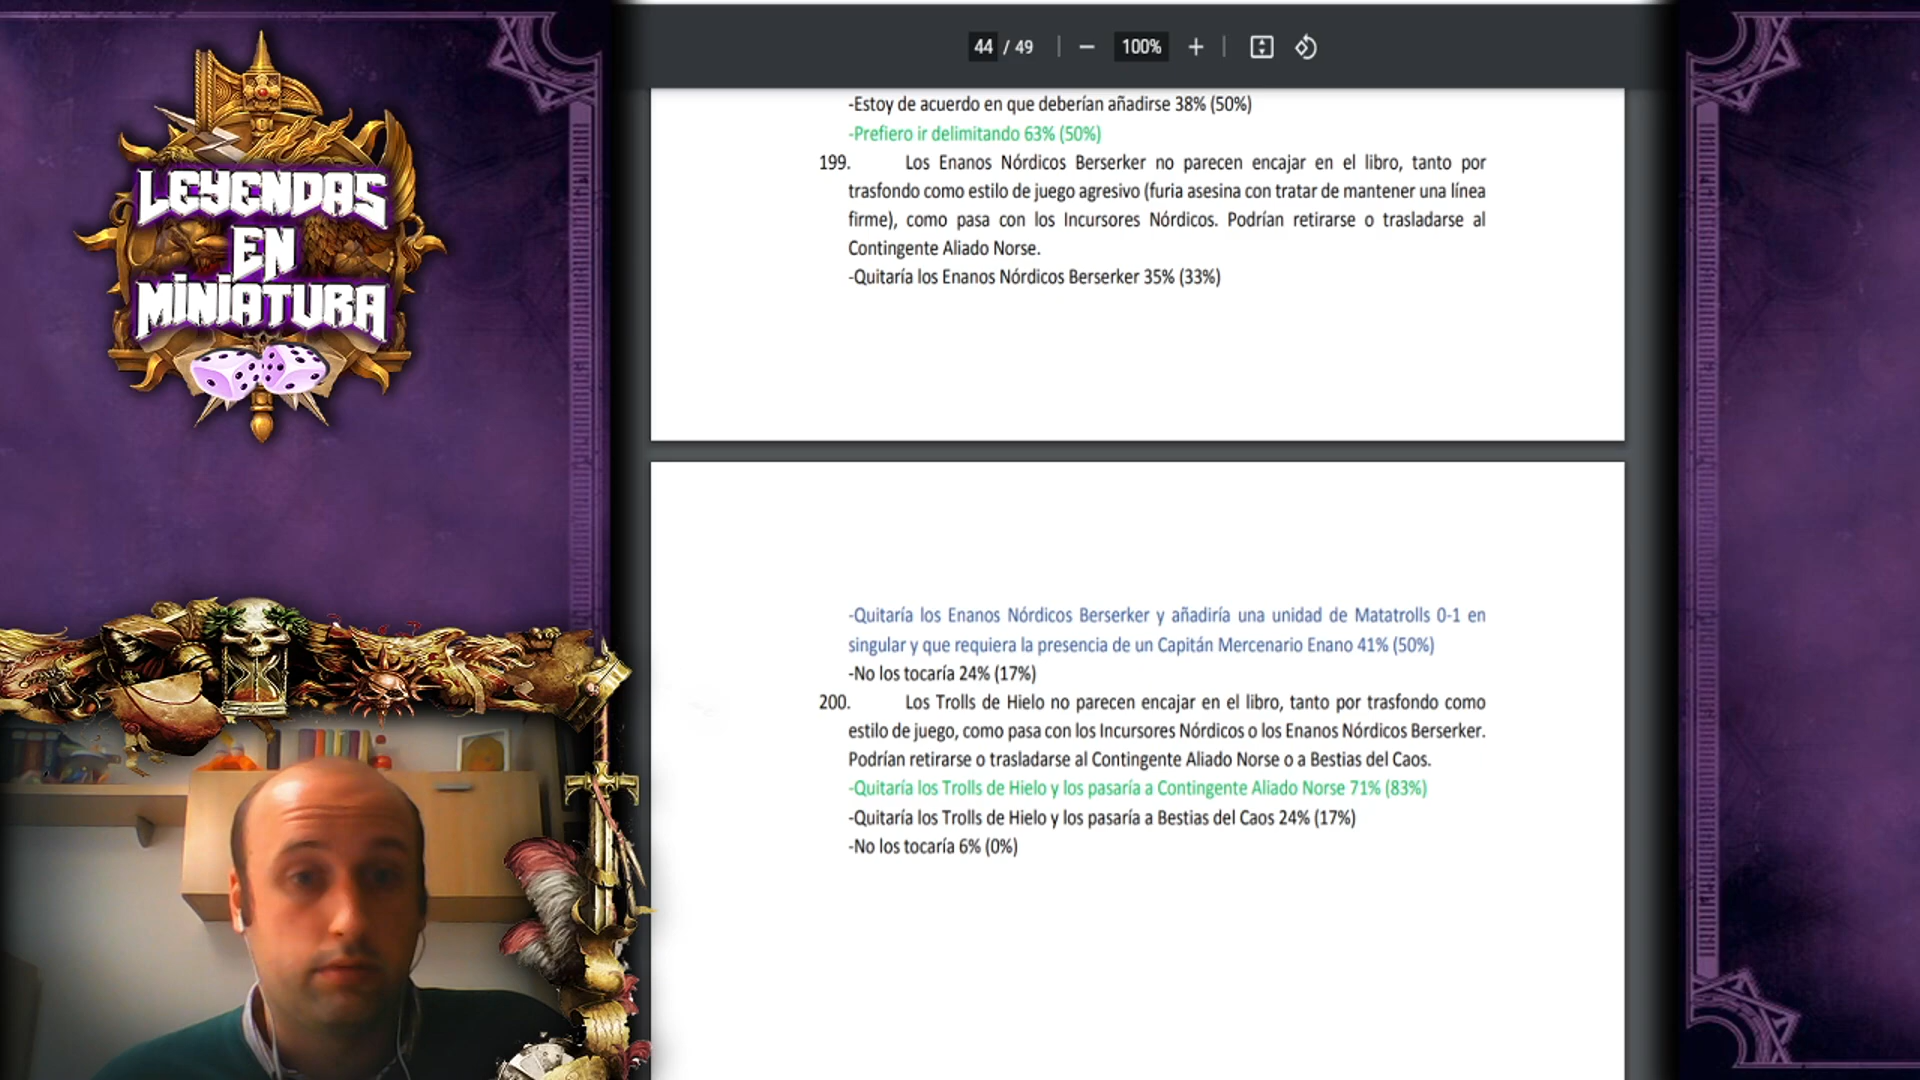 LEYENDAS
EN
MINIATURA
44 / 49 100%
-Estoy de acuerdo en que deberían añadirse 38% (50%)
-Prefiero ir delimitando 63% (50%)
199. Los Enanos Nórdicos Berserker no parecen encajar en el libro, tanto por
trasfondo como estilo de juego agresivo (furia asesina con tratar de mantener una línea
firme), como pasa con los Incursores Nórdicos. Podrían retirarse o trasladarse al
Contingente Aliado Norse.
-Quitaría los Enanos Nórdicos Berserker 35% (33%)
-Quitaría los Enanos Nórdicos Berserker y añadiría una unidad de Matatrolls 0-1 en
singular y que requiera la presencia de un Capitán Mercenario Enano 41% (50%)
-No los tocaría 24% (17%)
200. Los Trolls de Hielo no parecen encajar en el libro, tanto por trasfondo como
estilo de juego, como pasa con los Incursores Nórdicos o los Enanos Nórdicos Berserker.
Podrían retirarse o trasladarse al Contingente Aliado Norse o a Bestias del Caos.
-Quitaría los Trolls de Hielo y los pasaría a Contingente Aliado Norse 71% (83%)
-Quitaría los Trolls de Hielo y los pasaría a Bestias del Caos 24% (17%)
-No los tocaría 6% (0%)